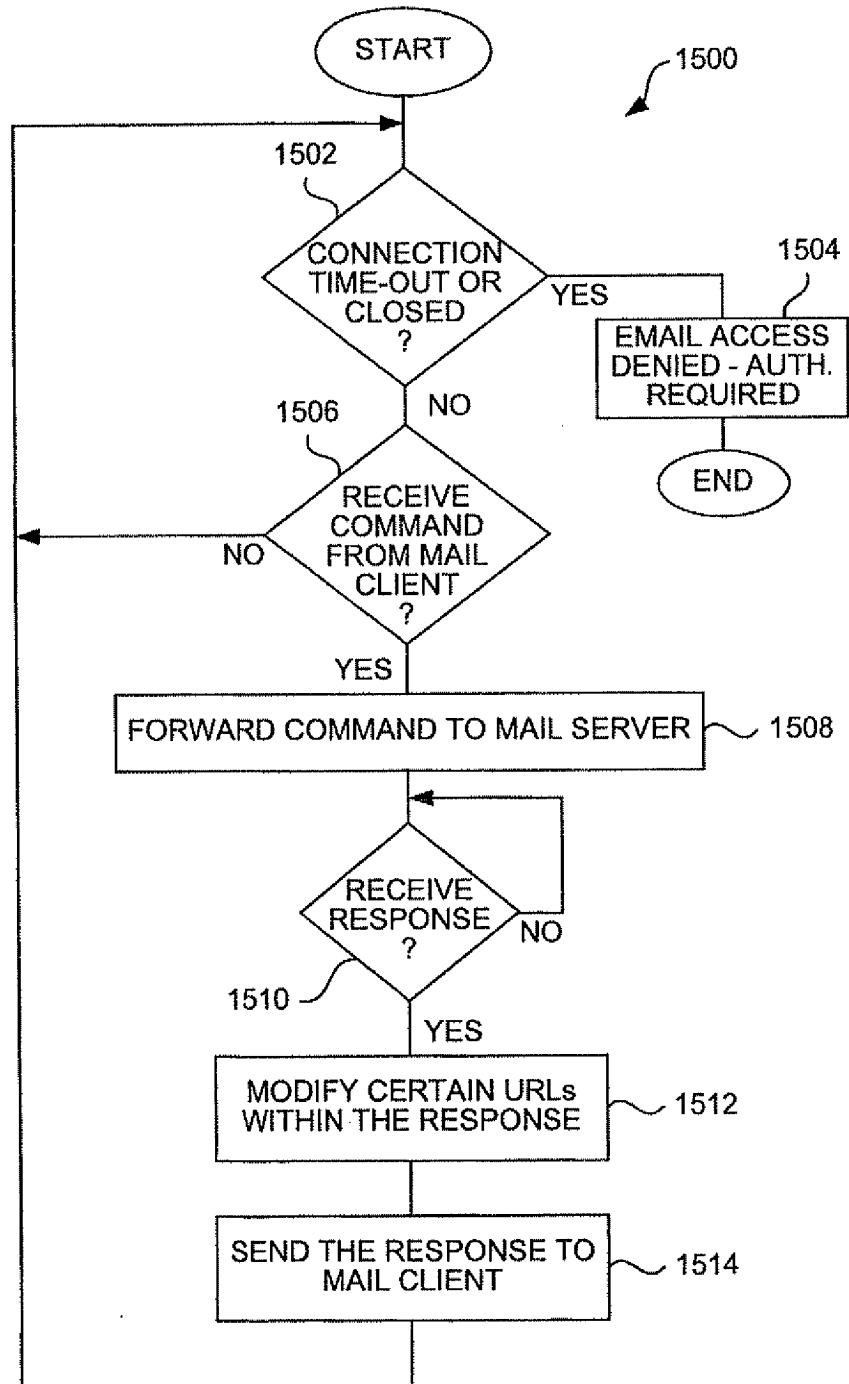 START
1500
1502
CONNECTION
TIME-OUT OR
CLOSED
?
YES
1504
EMAIL ACCESS
DENIED - AUTH.
REQUIRED
NO
END
1506
RECEIVE
COMMAND
FROM MAIL
CLIENT
?
NO
YES
FORWARD COMMAND TO MAIL SERVER
1508
RECEIVE
RESPONSE
?
NO
1510
YES
MODIFY CERTAIN URLs
WITHIN THE RESPONSE
1512
SEND THE RESPONSE TO
MAIL CLIENT
1514